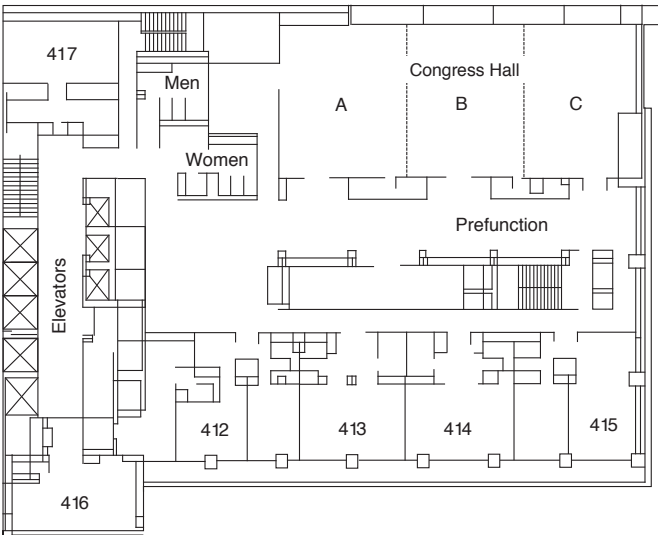 417
Men
Congress Hall
A
B
C
Women
Prefunction
Elevators
412
413
414
415
416